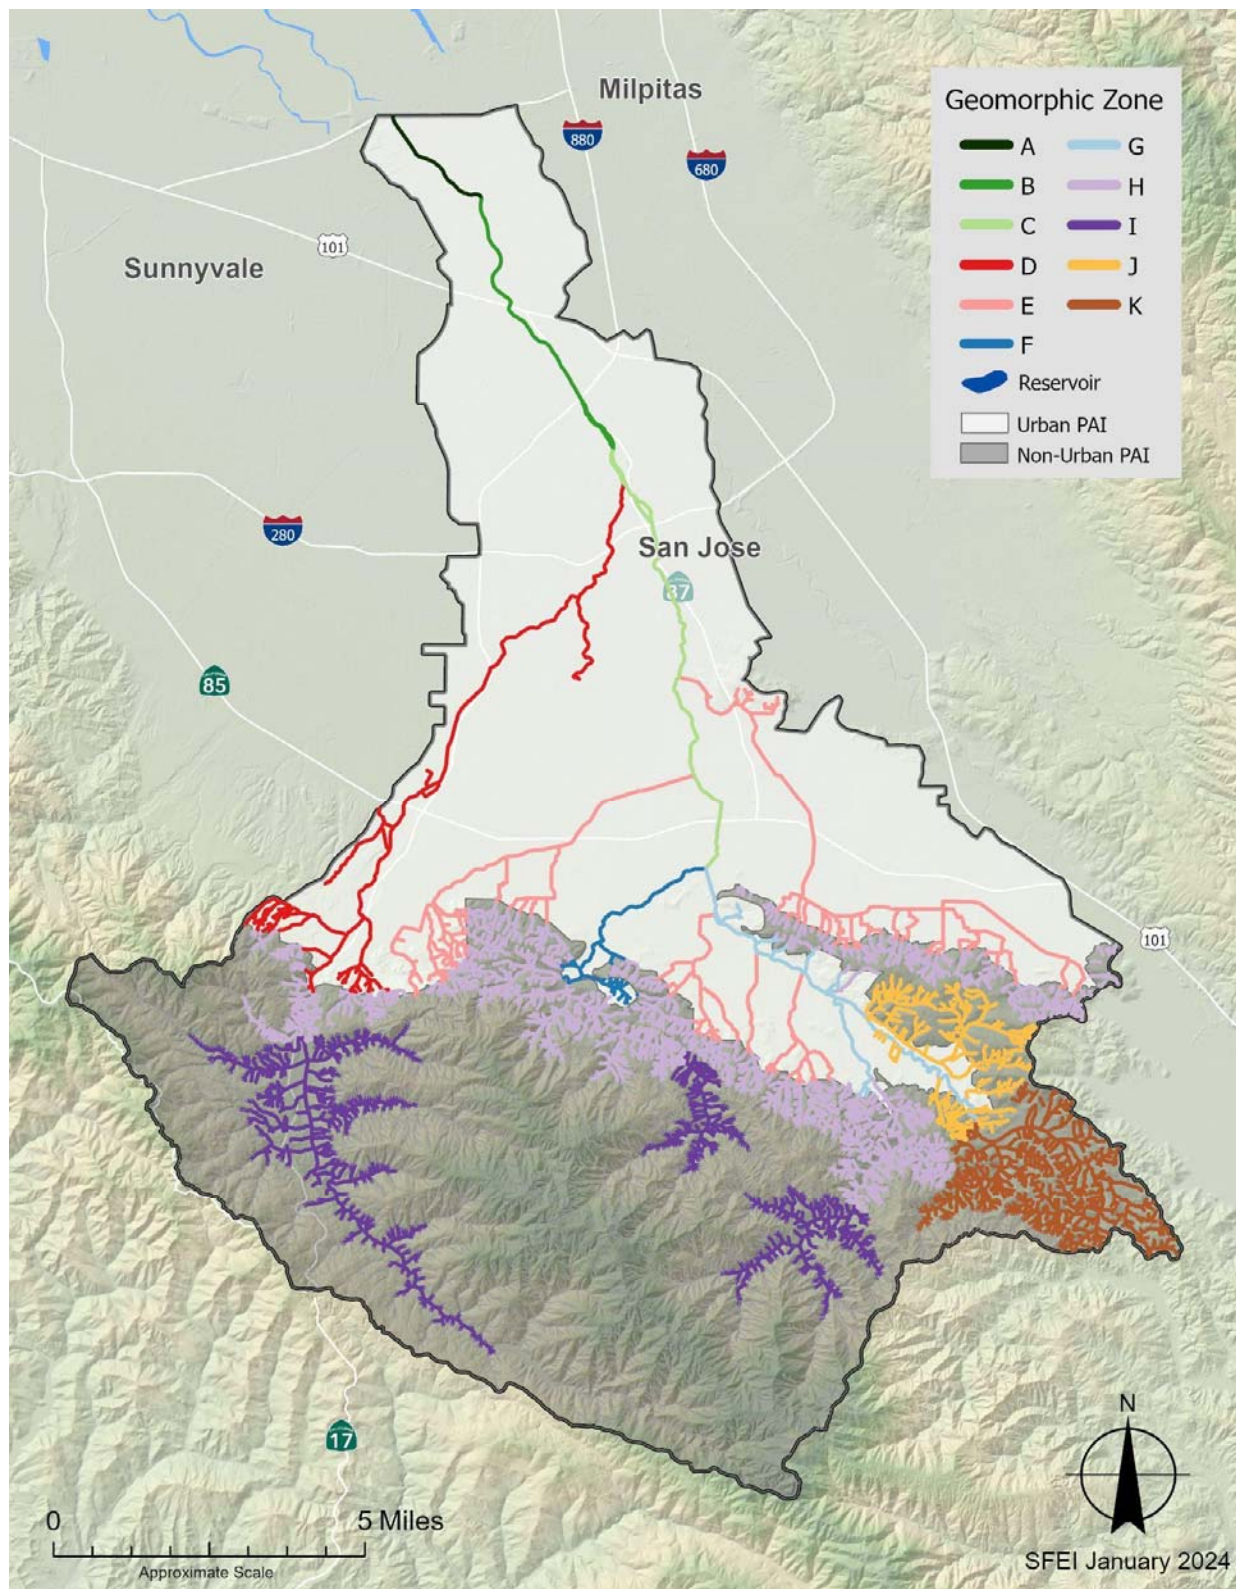 Milpitas
880
680
101
Sunnyvale
Geomorphic Zone
A
G
B
H
C
I
D
J
E
K
F
Reservoir
Urban PAI
Non-Urban PAI
280
San Jose
87
85
101
17
N
0
5 Miles
Approximate Scale
SFEI January 2024